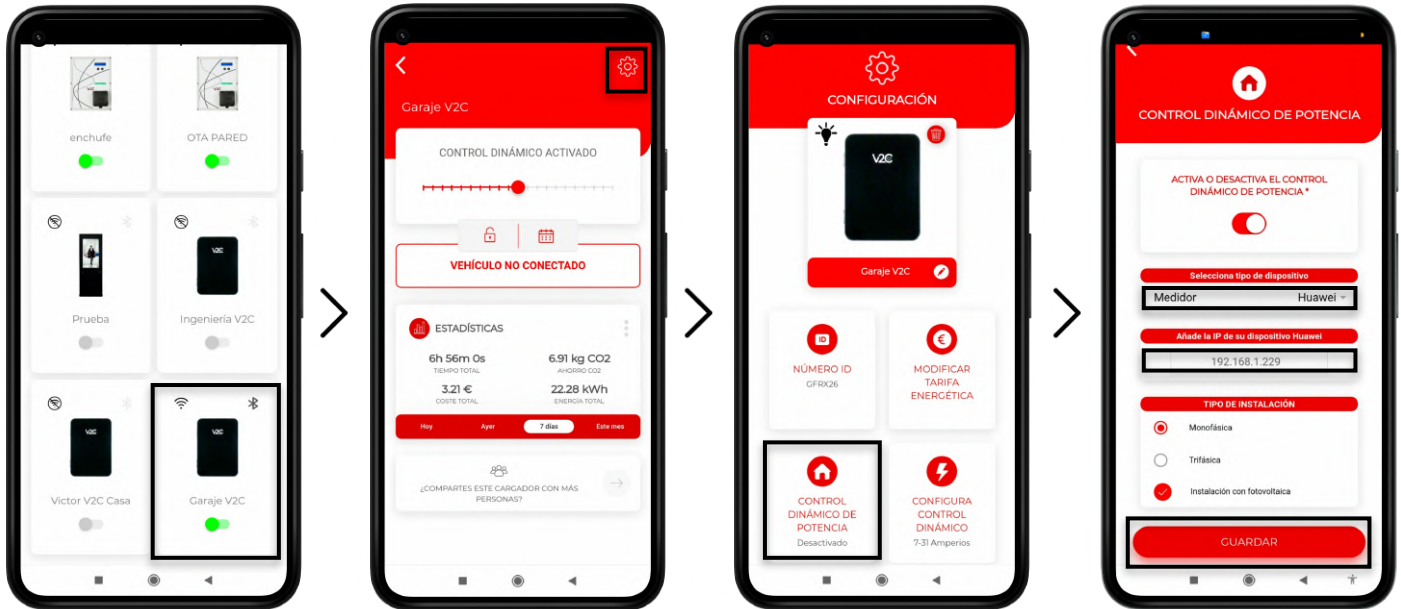 enchufe
OTA PARED
Prueba
V2C
Ingeniería V2C
V2C
Victor V2C Casa
V2C
Garaje V2C
Garaje V2C
CONTROL DINÁMICO ACTIVADO
VEHÍCULO NO CONECTADO
ESTADÍSTICAS
6h 56m 0s
6.91 kg CO2
TIEMPO TOTAL
AHORRO CO2
3.21 €
22.28 kWh
COSTE TOTAL
ENERGÍA TOTAL
Hoy Ayer 7 días Este mes
¿COMPARTES ESTE CARGADOR CON MÁS
PERSONAS?
CONFIGURACIÓN
V2C
Garaje V2C
ID
NÚMERO ID
GFRX26
€
MODIFICAR
TARIFA
ENERGÉTICA
CONTROL
DINÁMICO DE
POTENCIA
Desactivado
CONFIGURA
CONTROL
DINÁMICO
7-31 Amperios
CONTROL DINÁMICO DE POTENCIA
ACTIVA O DESACTIVA EL CONTROL
DINÁMICO DE POTENCIA *
Selecciona tipo de dispositivo
Medidor Huawei
Añade la IP de su dispositivo Huawei
192.168.1.229
TIPO DE INSTALACIÓN
Monofásica
Trifásica
Instalación con fotovoltaica
GUARDAR